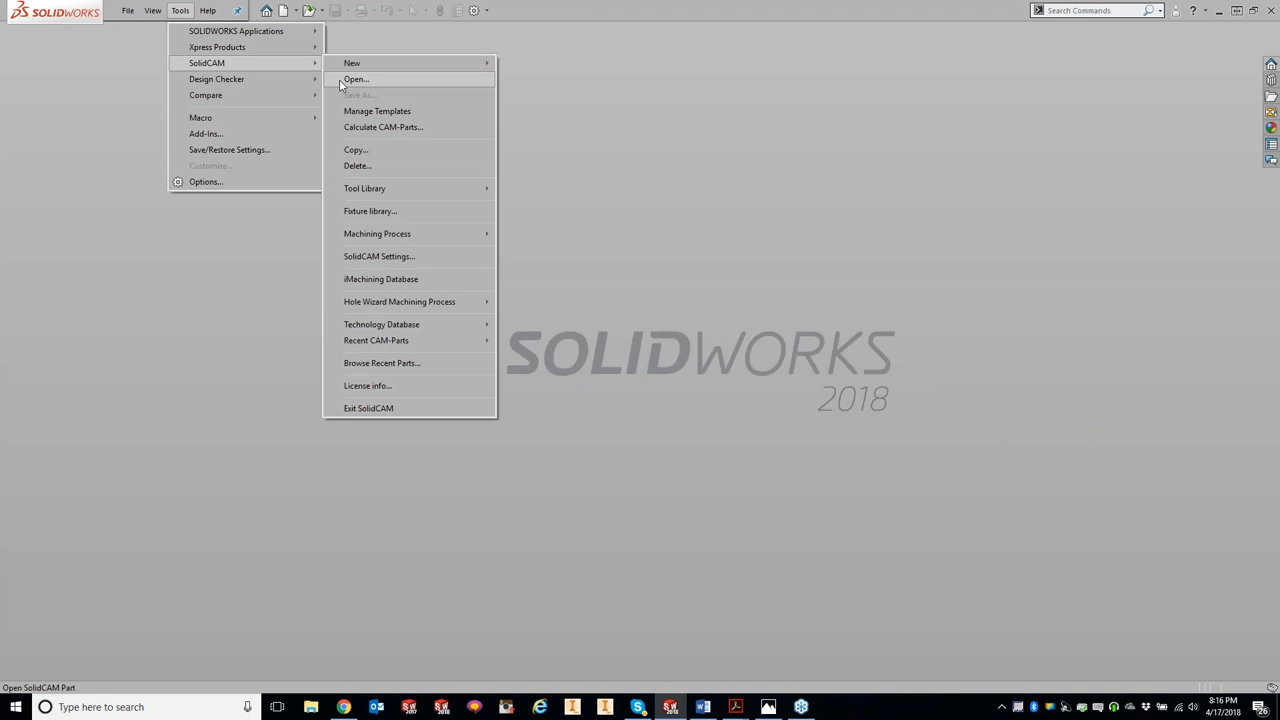 SOLIDWORKS File View Tools Help Search Commands
SOLIDWORKS Applications
Xpress Products
SolidCAM
Design Checker
Compare
Macro
Add-Ins...
Save/Restore Settings...
Customize...
Options...
New
Open...
Save As...
Manage Templates
Calculate CAM-Parts...
Copy...
Delete...
Tool Library
Fixture library...
Machining Process
SolidCAM Settings...
iMachining Database
Hole Wizard Machining Process
Technology Database
Recent CAM-Parts
Browse Recent Parts...
License info...
Exit SolidCAM
SOLIDWORKS
2018
Open SolidCAM Part
Type here to search
8:16 PM
4/17/2018